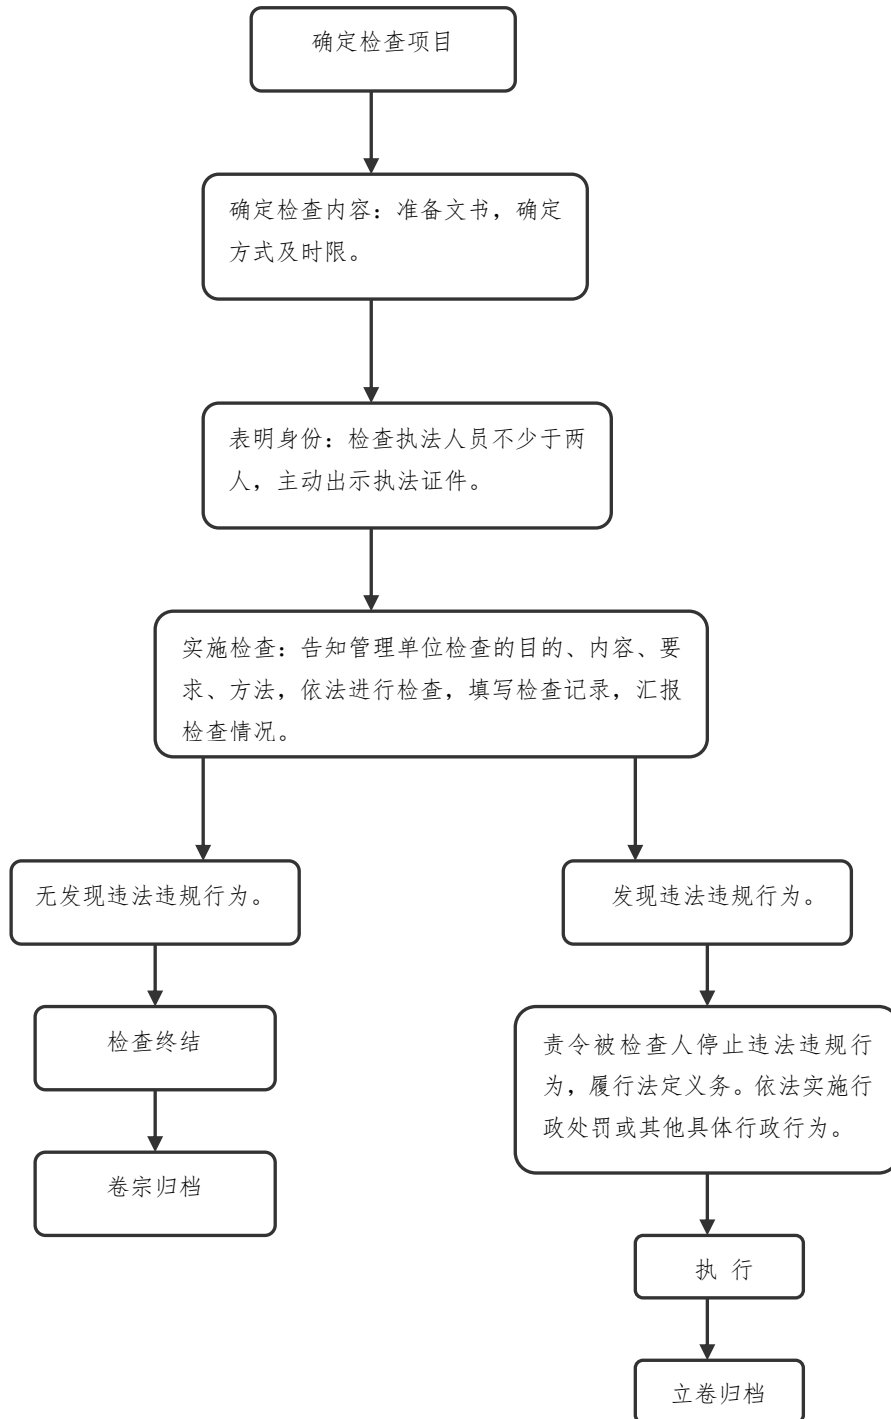 确定检查项目
确定检查内容：准备文书，确定
方式及时限。
表明身份：检查执法人员不少于两
人，主动出示执法证件。
实施检查：告知管理单位检查的目的、内容、要
求、方法，依法进行检查，填写检查记录，汇报
检查情况。
无发现违法违规行为。
发现违法违规行为。
检查终结
责令被检查人停止违法违规行
为，履行法定义务。依法实施行
政处罚或其他具体行政行为。
卷宗归档
执 行
立卷归档